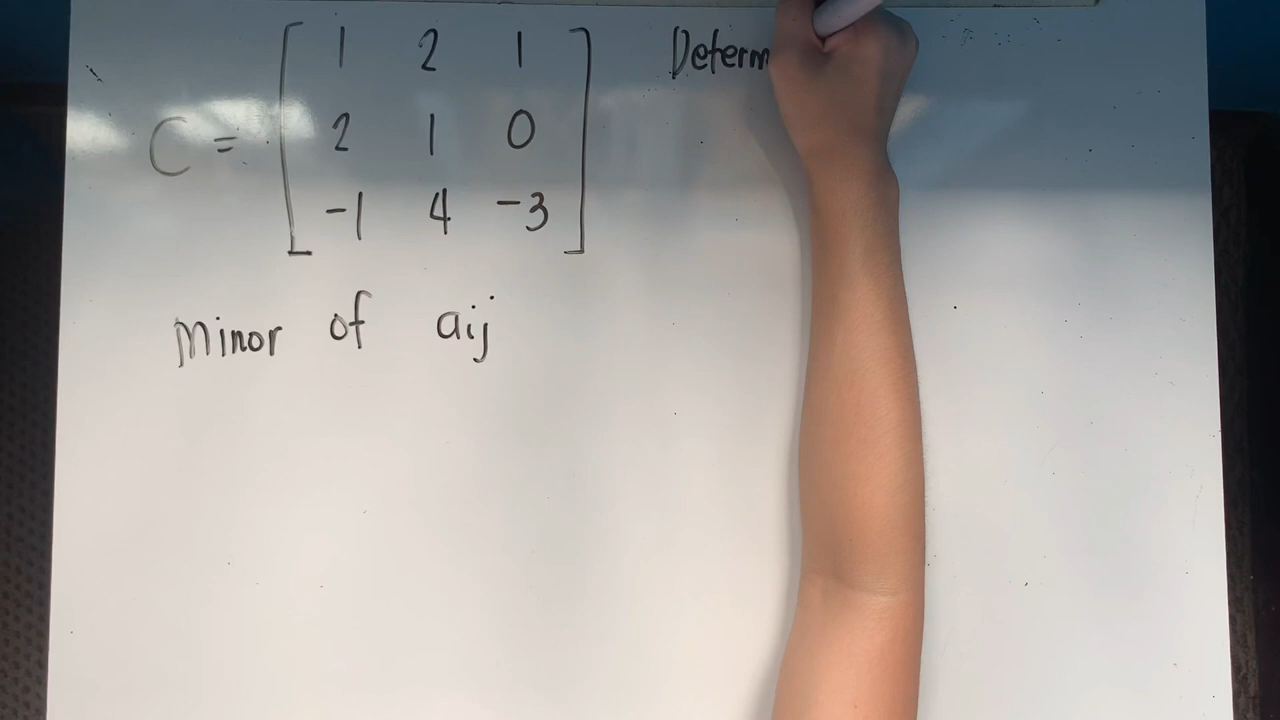 C = [ 1 2 1
2 1 0
-1 4 -3 ]
Determ
Minor of aij